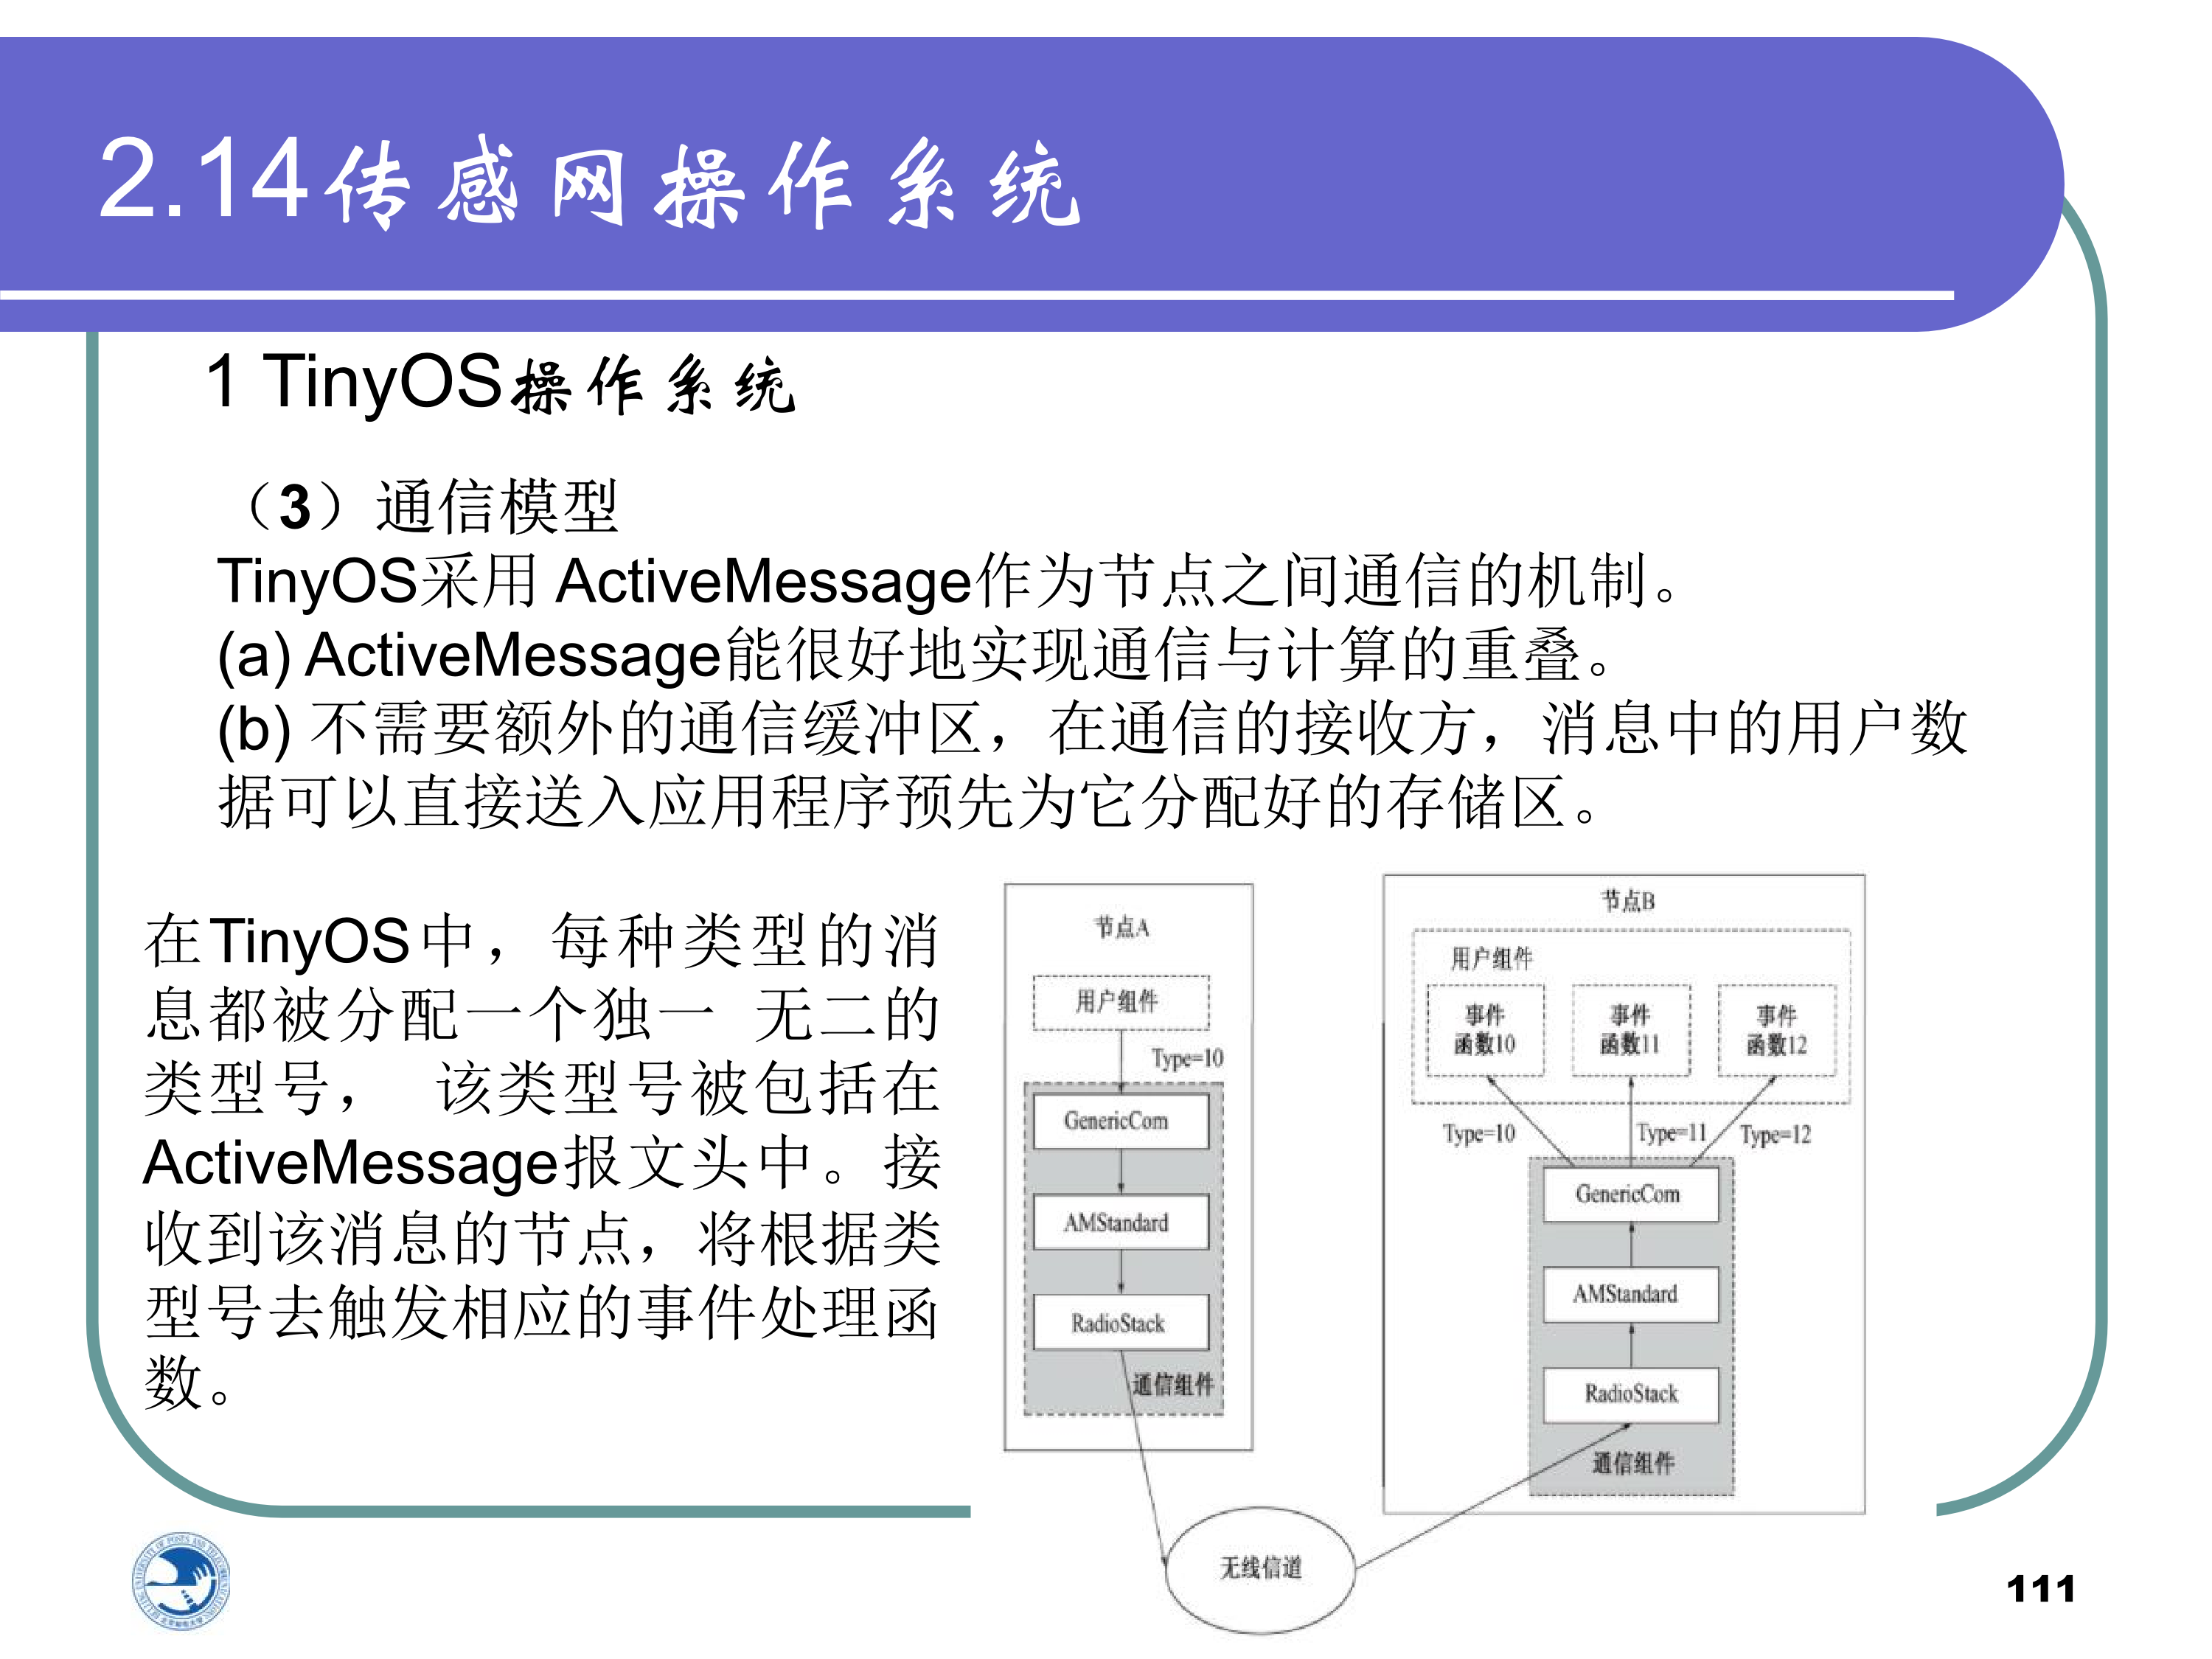 2.14传感网操作系统
1 TinyOS操作系统
（3）通信模型
TinyOS采用 ActiveMessage作为节点之间通信的机制。
(a) ActiveMessage能很好地实现通信与计算的重叠。
(b) 不需要额外的通信缓冲区，在通信的接收方，消息中的用户数
据可以直接送入应用程序预先为它分配好的存储区。
在TinyOS中，每种类型的消
息都被分配一个独一 无二的
类型号， 该类型号被包括在
ActiveMessage报文头中。接
收到该消息的节点，将根据类
型号去触发相应的事件处理函
数。
节点A
用户组件
Type=10
GenericCom
AMStandard
RadioStack
通信组件
无线信道
节点B
用户组件
事件
函数10
事件
函数11
事件
函数12
Type=10
Type=11
Type=12
GenericCom
AMStandard
RadioStack
通信组件
111